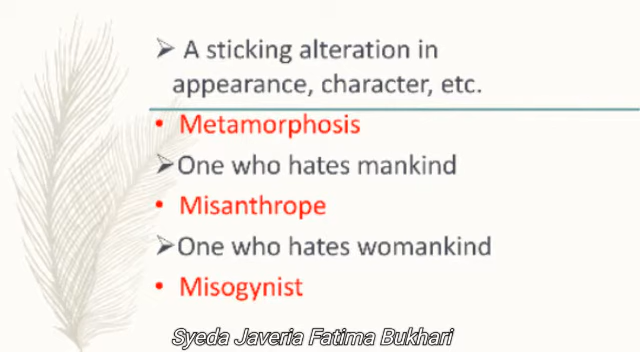 ➢ A sticking alteration in
appearance, character, etc.
• Metamorphosis
➢One who hates mankind
• Misanthrope
➢One who hates womankind
• Misogynist
Syeda Javeria Fatima Bukhari